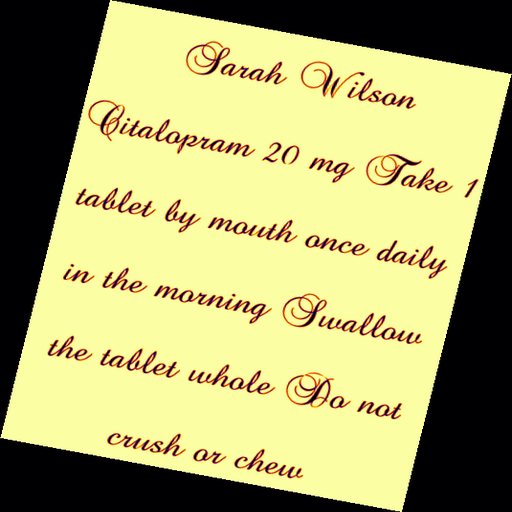 Sarah Wilson
Citalopram 20 mg Take 1
tablet by mouth once daily
in the morning Swallow
the tablet whole Do not
crush or chew